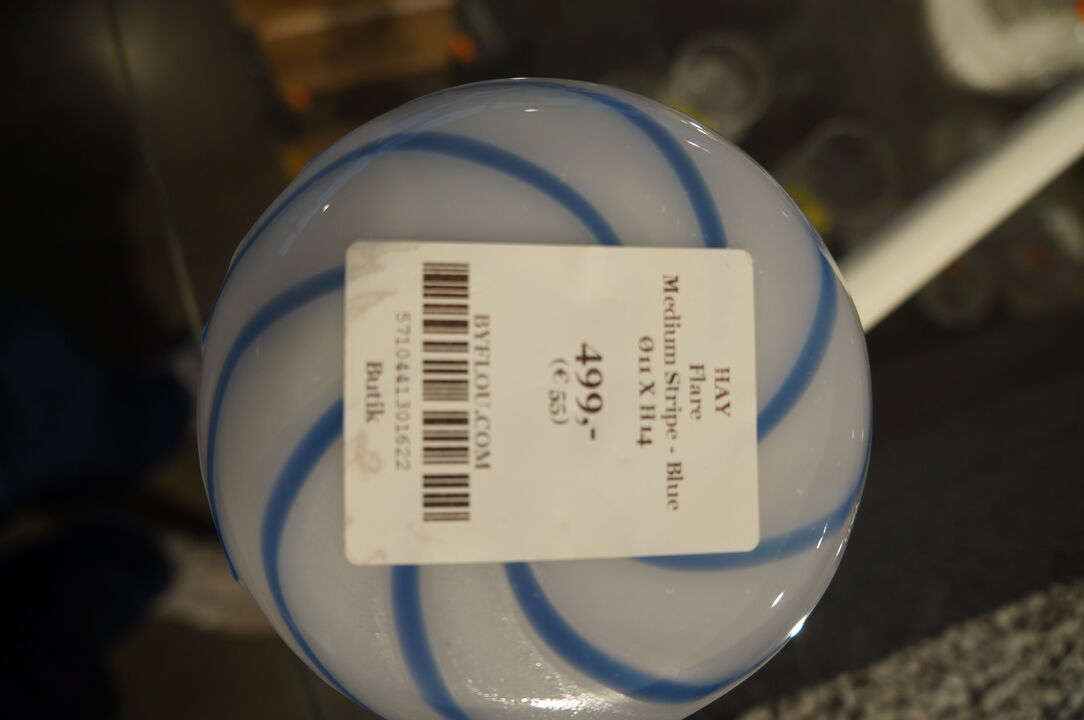 HAY
Flare
Medium Stripe - Blue
Ø11 X H14
499,-
(€ 55)
BYFLOU.COM
5710441301622
Butik